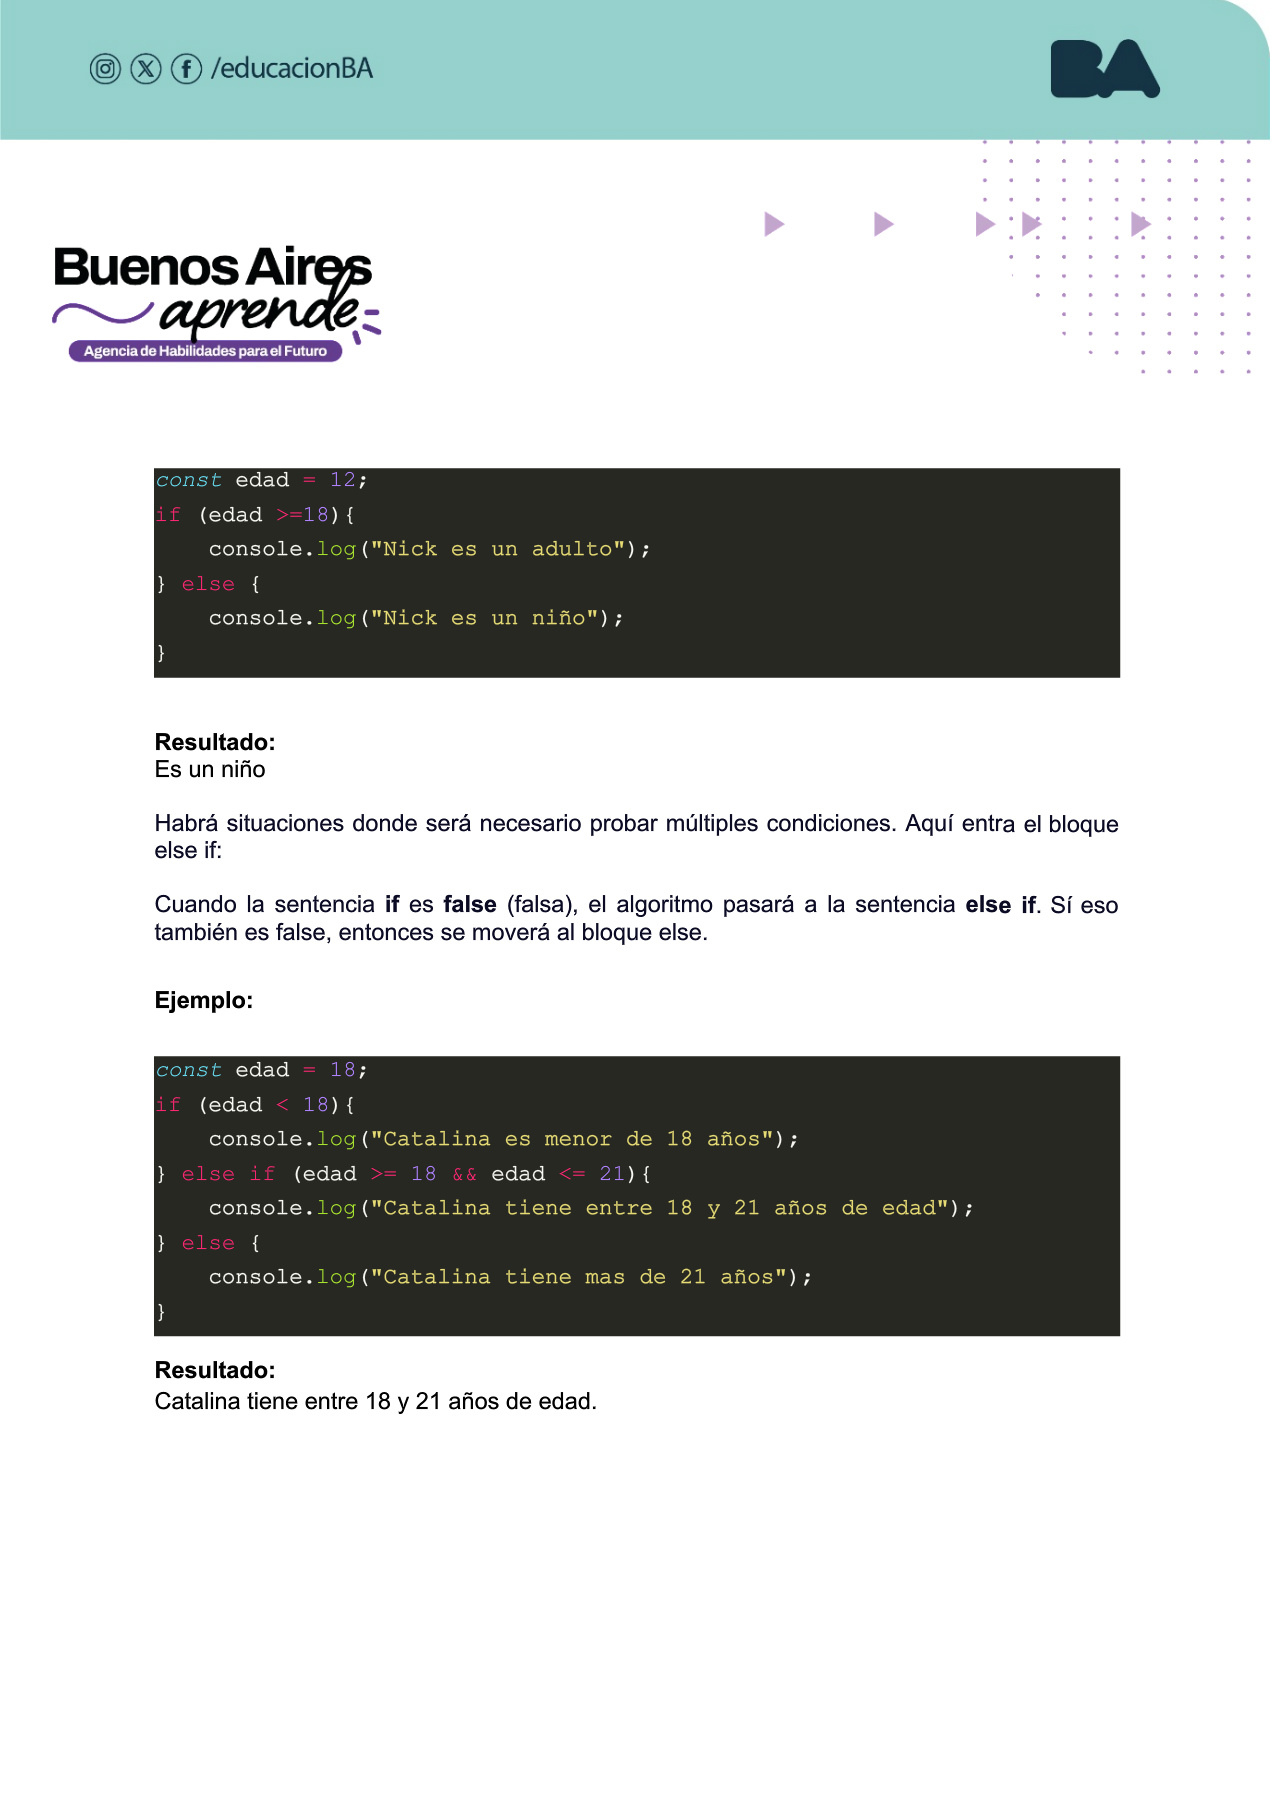 /educacionBA
BA
Buenos Aires
aprende
Agencia de Habilidades para el Futuro
const edad = 12;
if (edad >=18){
    console.log("Nick es un adulto");
} else {
    console.log("Nick es un niño");
}
Resultado:
Es un niño
Habrá situaciones donde será necesario probar múltiples condiciones. Aquí entra el bloque
else if:
Cuando la sentencia if es false (falsa), el algoritmo pasará a la sentencia else if. Sí eso
también es false, entonces se moverá al bloque else.
Ejemplo:
const edad = 18;
if (edad < 18){
    console.log("Catalina es menor de 18 años");
} else if (edad >= 18 && edad <= 21){
    console.log("Catalina tiene entre 18 y 21 años de edad");
} else {
    console.log("Catalina tiene mas de 21 años");
}
Resultado:
Catalina tiene entre 18 y 21 años de edad.